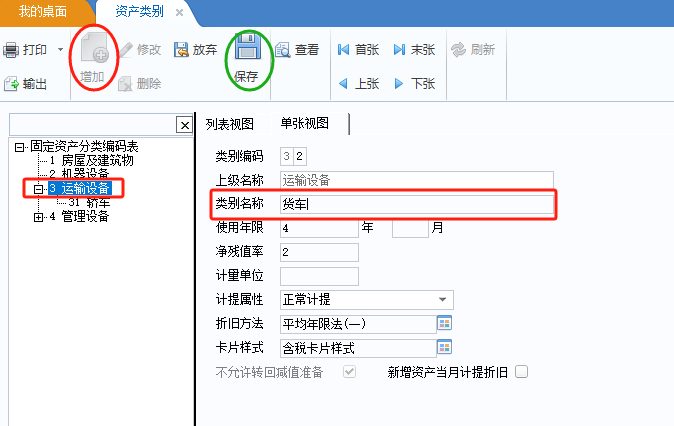 我的桌面 资产类别 ×
打印 增加 修改 放弃 保存 查看 首张 末张 刷新
输出 删除 上张 下张
列表视图 单张视图
固定资产分类编码表
1 房屋及建筑物
2 机器设备
3 运输设备
31 轿车
4 管理设备
类别编码 3 2
上级名称 运输设备
类别名称 货车
使用年限 4 年 月
净残值率 2
计量单位
计提属性 正常计提
折旧方法 平均年限法(一)
卡片样式 含税卡片样式
不允许转回减值准备 新增资产当月计提折旧